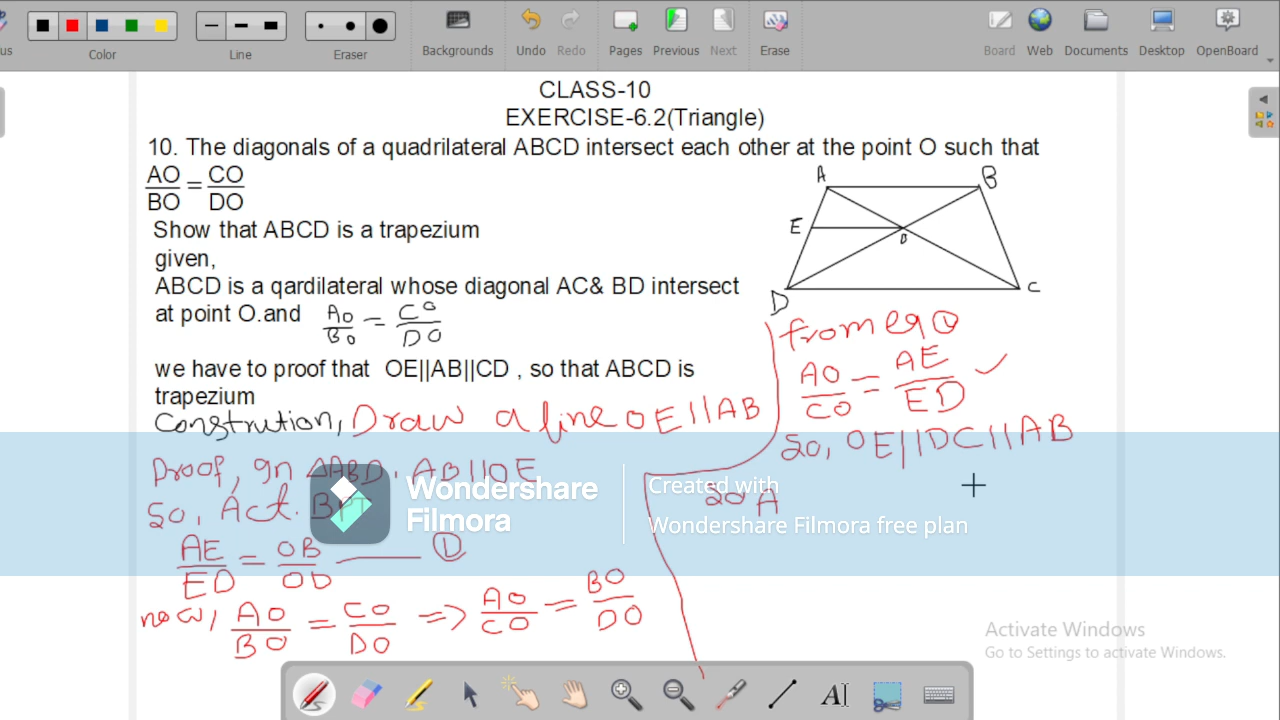 us
Color
Line
Eraser
Backgrounds
Undo
Redo
Pages
Previous
Next
Erase
Board
Web
Documents
Desktop
OpenBoard
CLASS-10
EXERCISE-6.2(Triangle)
10. The diagonals of a quadrilateral ABCD intersect each other at the point O such that
AO/BO = CO/DO
Show that ABCD is a trapezium
given,
ABCD is a qardilateral whose diagonal AC& BD intersect
at point O.and AO/BO = CO/DO
we have to proof that OE||AB||CD , so that ABCD is
trapezium
Constrution, Draw a line OE||AB
Proof, In △ABD, AB||OE
So, Act. BPT
AE/ED = OB/OD —— ①
now, AO/BO = CO/DO => AO/CO = BO/DO
A
B
E
O
D
C
from eq ①
AO/CO = AE/ED ✓
So, OE||DC||AB
So A
Wondershare
Filmora
Created with
Wondershare Filmora free plan
Activate Windows
Go to Settings to activate Windows.
AI